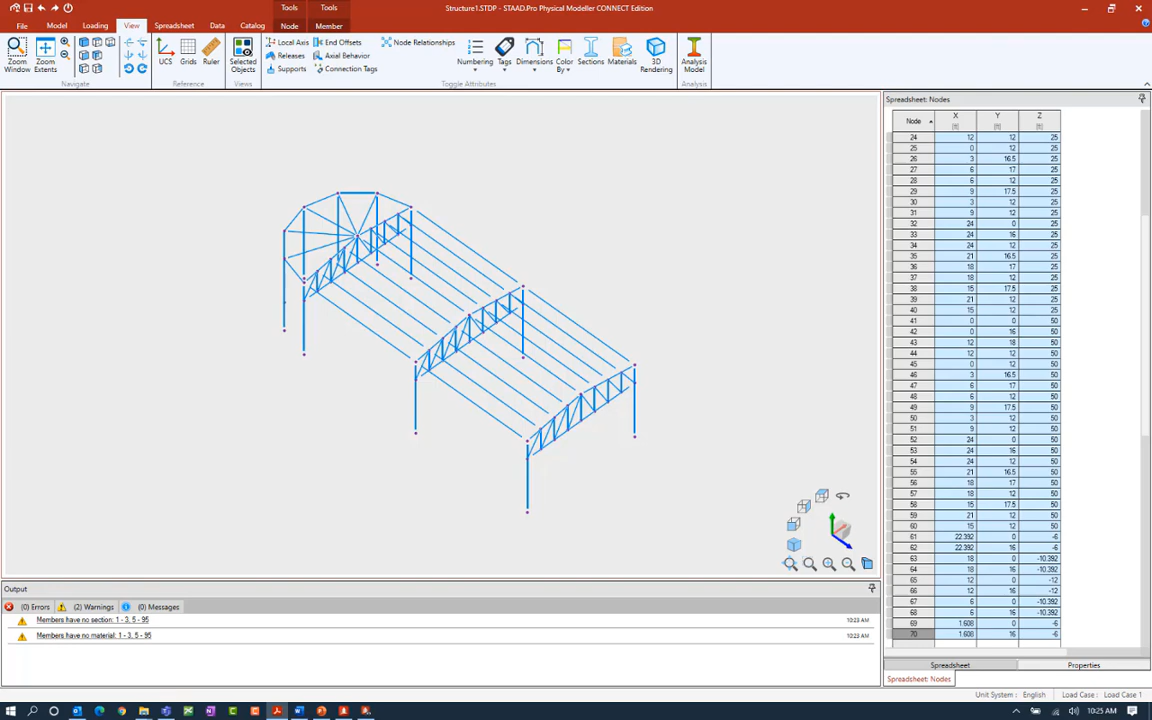 Structure1.STDP - STAAD.Pro Physical Modeller CONNECT Edition
Tools Tools
File Model Loading View Spreadsheet Data Catalog Node Member
Zoom Window
Zoom Extents
Navigate
UCS
Grids
Ruler
Reference
Selected Objects
Views
Local Axis End Offsets Node Relationships
Releases Axial Behavior
Supports Connection Tags
Numbering
Tags
Dimensions
Color By
Sections
Materials
3D Rendering
Toggle Attributes
Analysis Model
Analysis
Spreadsheet: Nodes
Node X Y Z
[ft] [ft] [ft]
24 12 12 25
25 0 12 25
26 3 16.5 25
27 6 17 25
28 6 12 25
29 9 17.5 25
30 3 12 25
31 9 12 25
32 24 0 25
33 24 16 25
34 24 12 25
35 21 16.5 25
36 18 17 25
37 18 12 25
38 15 17.5 25
39 21 12 25
40 15 12 25
41 0 0 50
42 0 16 50
43 12 18 50
44 12 12 50
45 0 12 50
46 3 16.5 50
47 6 17 50
48 6 12 50
49 9 17.5 50
50 3 12 50
51 9 12 50
52 24 0 50
53 24 16 50
54 24 12 50
55 21 16.5 50
56 18 17 50
57 18 12 50
58 15 17.5 50
59 21 12 50
60 15 12 50
61 22.392 0 -6
62 22.392 16 -6
63 18 0 -10.392
64 18 16 -10.392
65 12 0 -12
66 12 16 -12
67 6 0 -10.392
68 6 16 -10.392
69 1.608 0 -6
70 1.608 16 -6
Spreadsheet Properties
Spreadsheet: Nodes
Output
(0) Errors (2) Warnings (0) Messages
Members have no section: 1 - 3, 5 - 95 10:23 AM
Members have no material: 1 - 3, 5 - 95 10:23 AM
Unit System : English Load Case : Load Case 1
10:25 AM